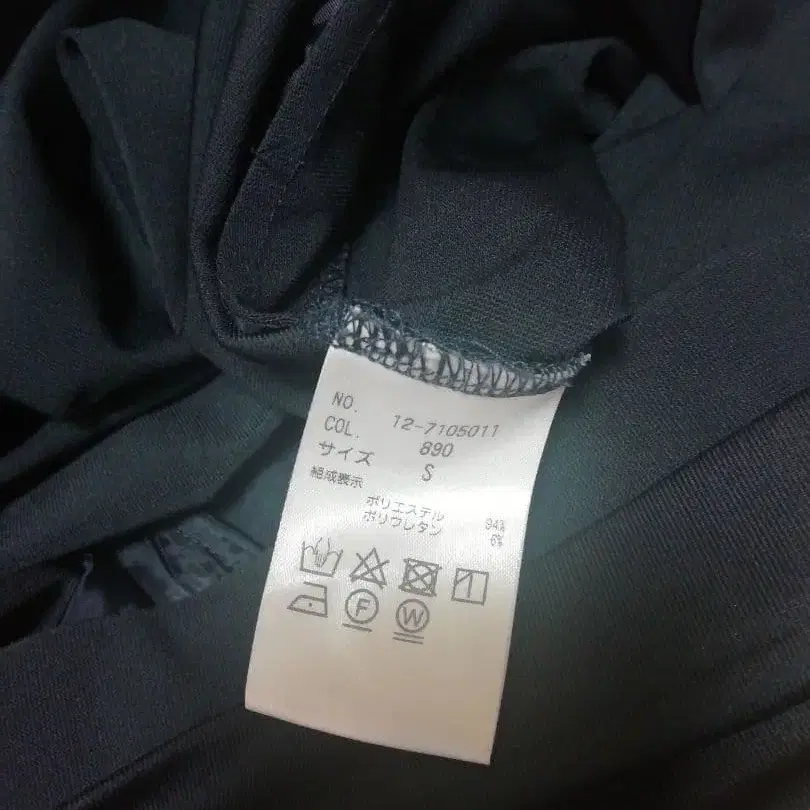 NO. 12-7105011
COL. 890
サイズ S
組成表示
ポリエステル 94%
ポリウレタン 6%
F W